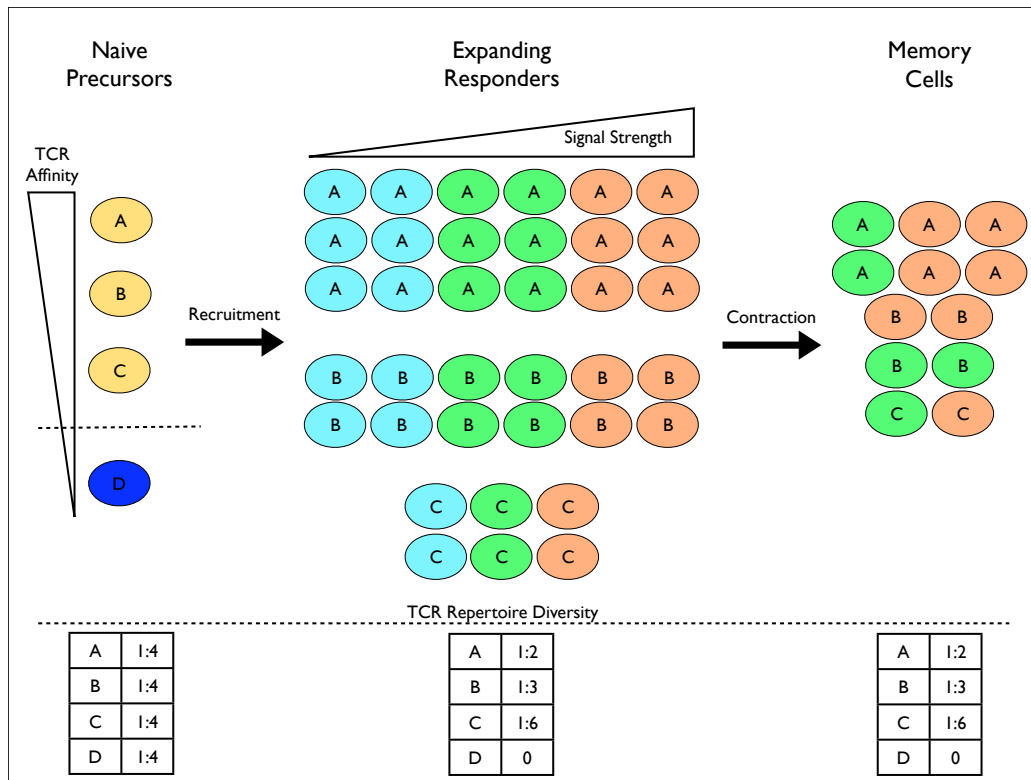 Naive
Precursors
Expanding
Responders
Memory
Cells
TCR
Affinity
Signal Strength
A
B
C
D
Recruitment
A A A A A A
A A A A A A
A A A A A A
B B B B B B
B B B B B B
C C C
C C C
Contraction
A A A
A A A
B B
B B
C C
TCR Repertoire Diversity
A 1:4
B 1:4
C 1:4
D 1:4
A 1:2
B 1:3
C 1:6
D 0
A 1:2
B 1:3
C 1:6
D 0